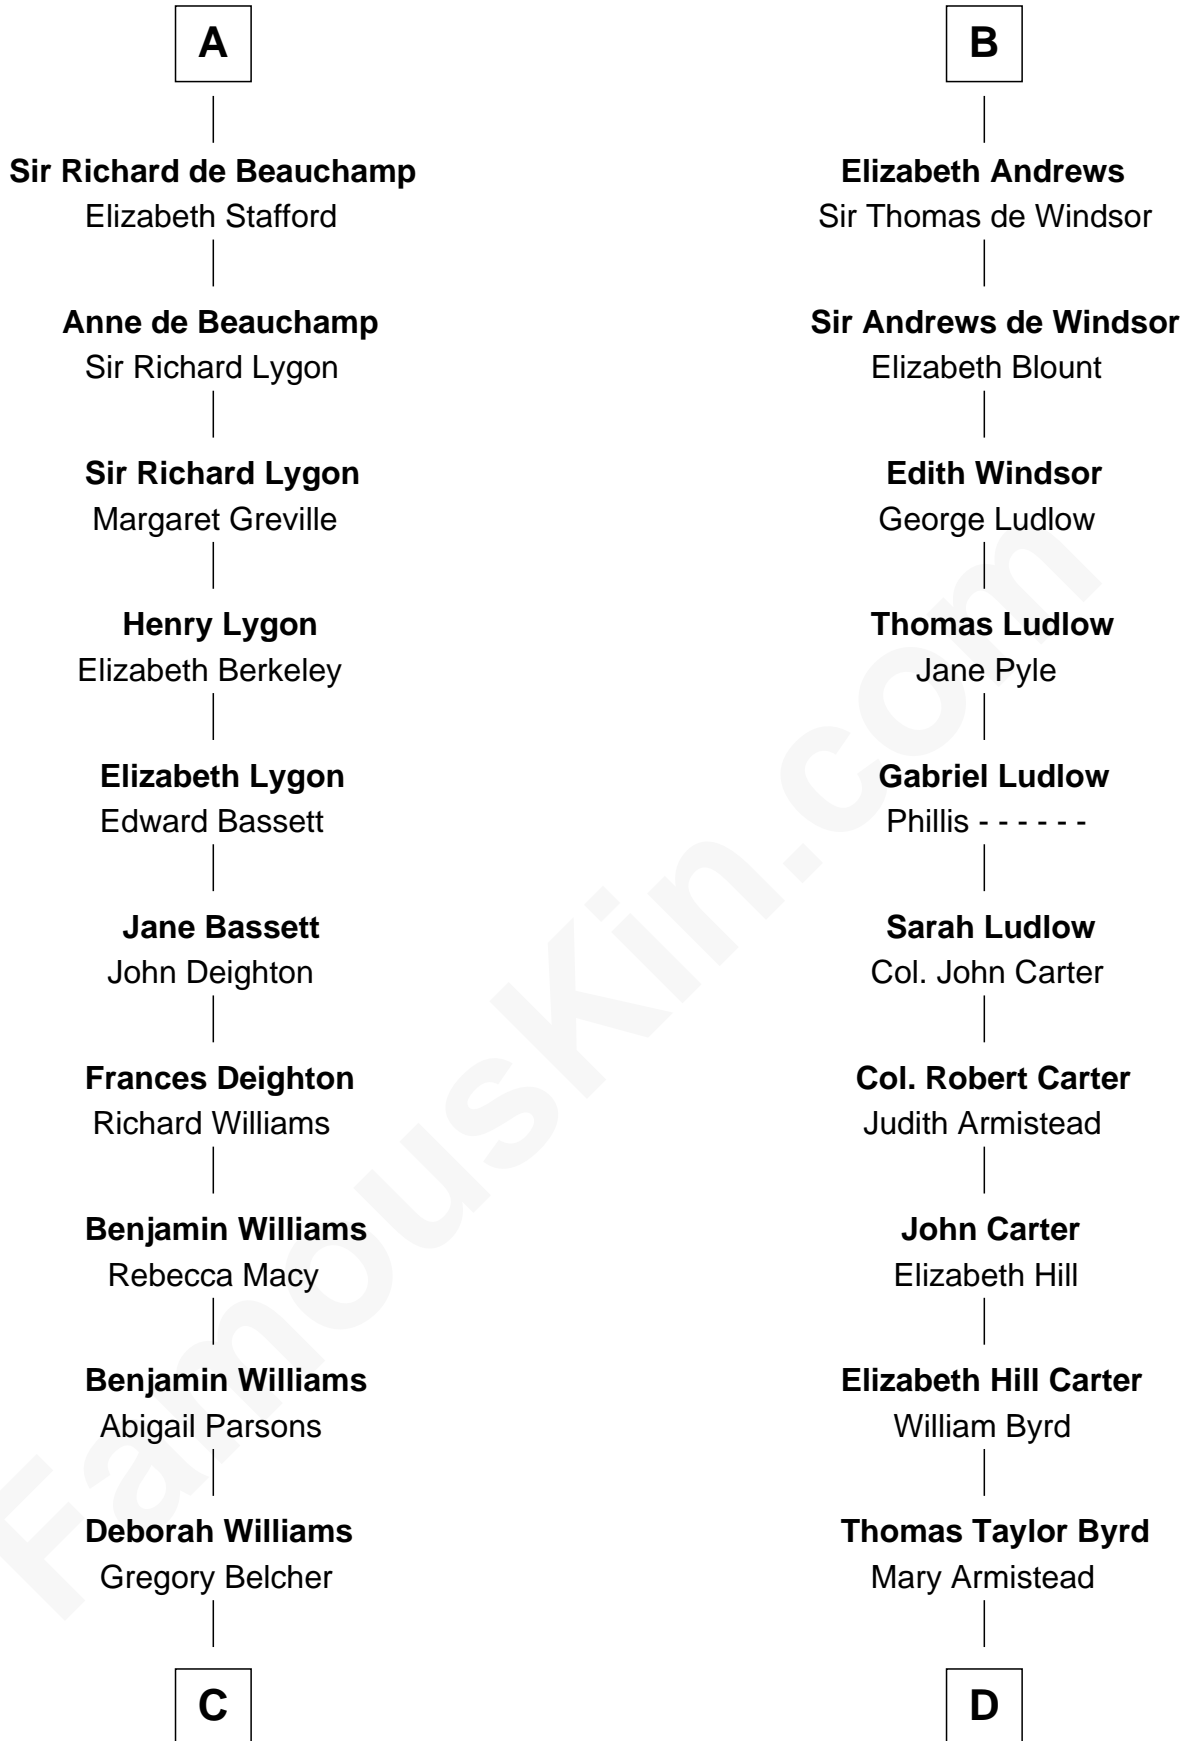 A
Sir Richard de Beauchamp
Elizabeth Stafford
Anne de Beauchamp
Sir Richard Lygon
Sir Richard Lygon
Margaret Greville
Henry Lygon
Elizabeth Berkeley
Elizabeth Lygon
Edward Bassett
Jane Bassett
John Deighton
Frances Deighton
Richard Williams
Benjamin Williams
Rebecca Macy
Benjamin Williams
Abigail Parsons
Deborah Williams
Gregory Belcher
C
B
Elizabeth Andrews
Sir Thomas de Windsor
Sir Andrews de Windsor
Elizabeth Blount
Edith Windsor
George Ludlow
Thomas Ludlow
Jane Pyle
Gabriel Ludlow
Phillis - - - - - -
Sarah Ludlow
Col. John Carter
Col. Robert Carter
Judith Armistead
John Carter
Elizabeth Hill
Elizabeth Hill Carter
William Byrd
Thomas Taylor Byrd
Mary Armistead
D
FamousKin.com